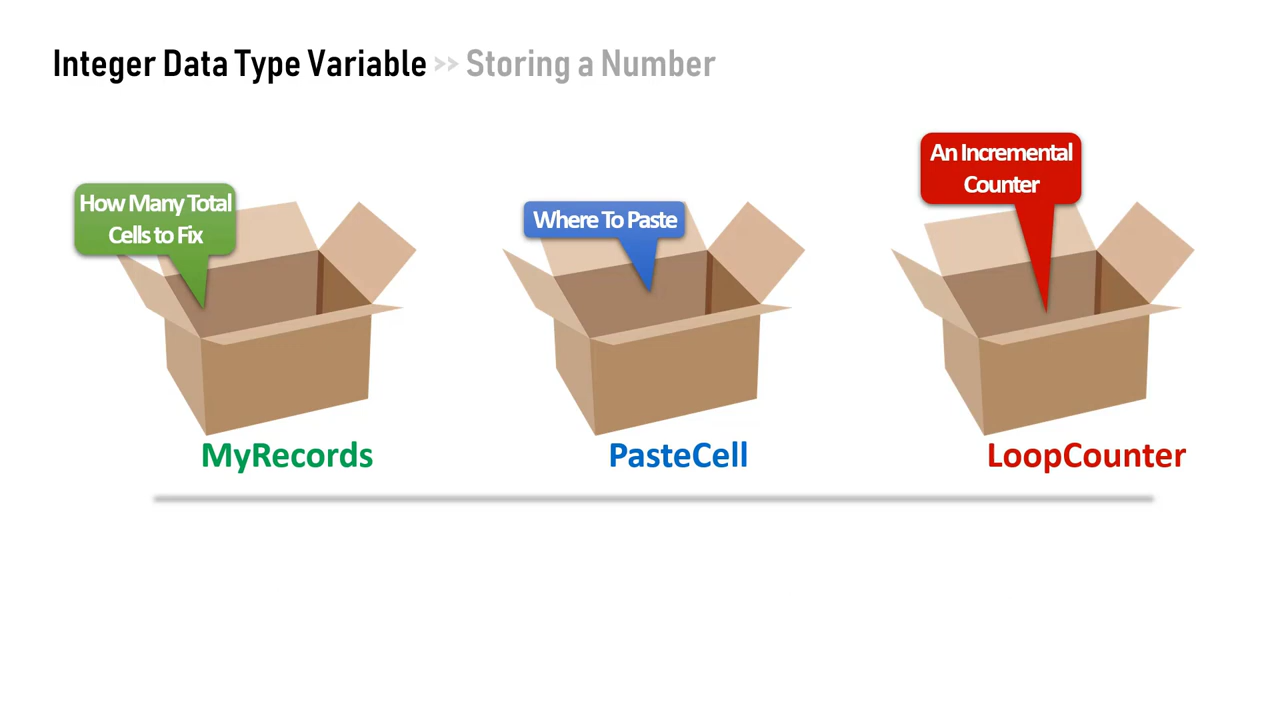 Integer Data Type Variable >> Storing a Number
How Many Total
Cells to Fix
Where To Paste
An Incremental
Counter
MyRecords
PasteCell
LoopCounter